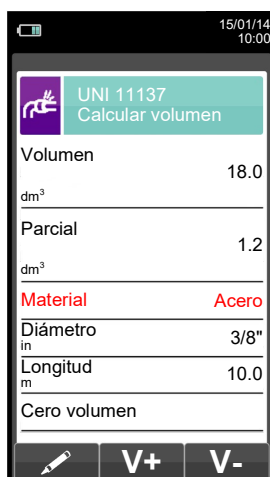 15/01/14
10:00
UNI 11137
Calcular volumen
Volumen
18.0
dm³
Parcial
1.2
dm³
Material Acero
Diámetro
in 3/8"
Longitud
m 10.0
Cero volumen
V+ V-